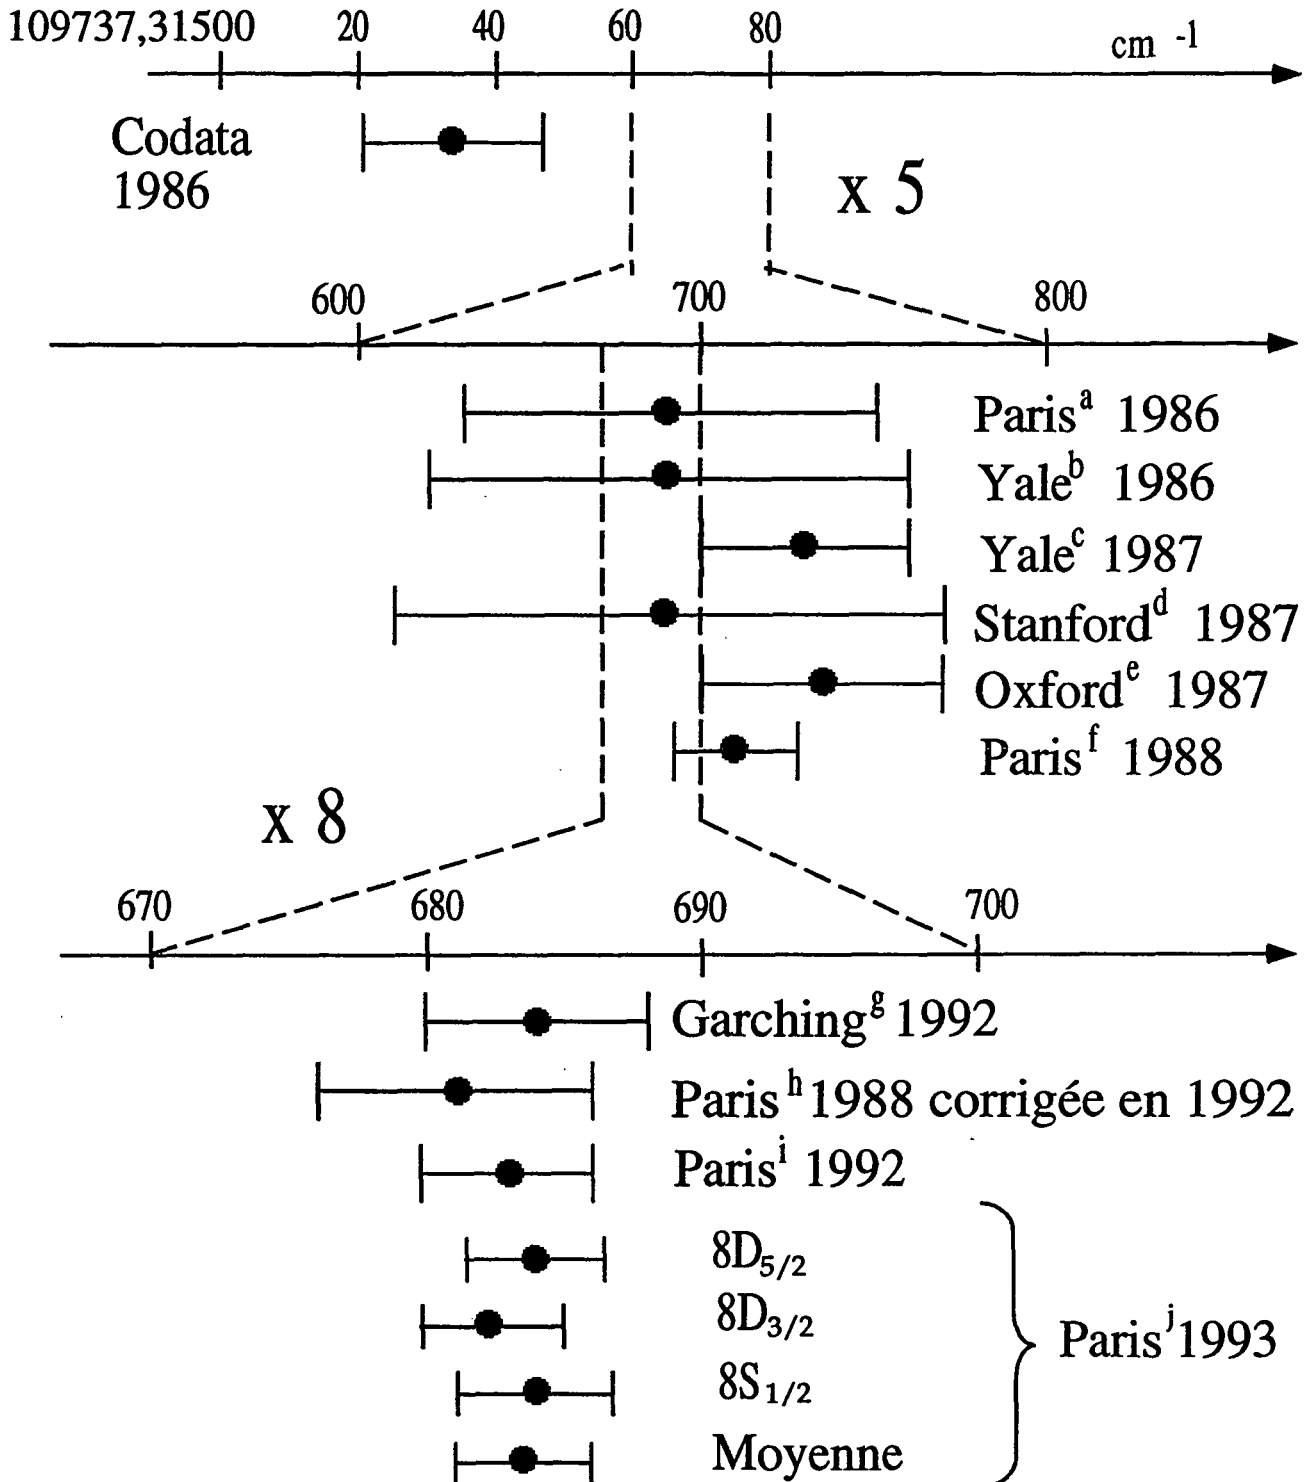 109737,31500 20 40 60 80 cm -1
Codata
1986
x 5
600 700 800
Paris a 1986
Yale b 1986
Yale c 1987
Stanford d 1987
Oxford e 1987
Paris f 1988
x 8
670 680 690 700
Garching g 1992
Paris h 1988 corrigée en 1992
Paris i 1992
8D5/2
8D3/2
Paris j 1993
8S1/2
Moyenne